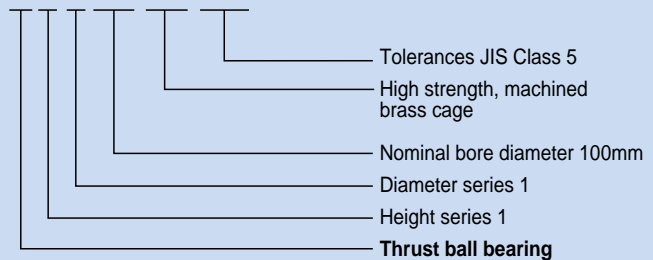 Tolerances JIS Class 5
High strength, machined
brass cage
Nominal bore diameter 100mm
Diameter series 1
Height series 1
Thrust ball bearing